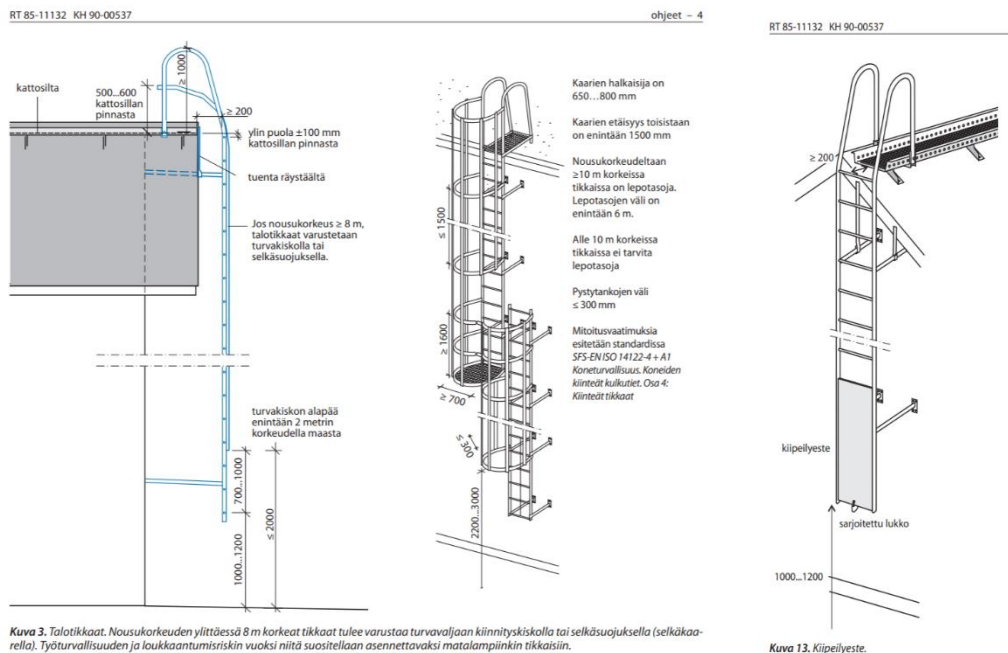 RT 85-11132 KH 90-00537
ohjeet – 4
kattosilta
500...600
kattosillan
pinnasta
≥ 1000
≥ 200
ylin puola ±100 mm
kattosillan pinnasta
tuenta räystäältä
Jos nousukorkeus ≥ 8 m,
talotikkaat varustetaan
turvakiskolla tai
selkäsuojuksella.
turvakiskon alapää
enintään 2 metrin
korkeudella maasta
700...1000
≤ 2000
1000...1200
≤ 1500
≥ 1600
≥ 700
≤ 300
2200...3000
Kaarien halkaisija on
650…800 mm
Kaarien etäisyys toisistaan
on enintään 1500 mm
Nousukorkeudeltaan
≥10 m korkeissa
tikkaissa on lepotasoja.
Lepotasojen väli on
enintään 6 m.
Alle 10 m korkeissa
tikkaissa ei tarvita
lepotasoja
Pystytankojen väli
≤ 300 mm
Mitoitusvaatimuksia
esitetään standardissa
SFS-EN ISO 14122-4 + A1
Koneturvallisuus. Koneiden
kiinteät kulkutiet. Osa 4:
Kiinteät tikkaat
Kuva 3. Talotikkaat. Nousukorkeuden ylittäessä 8 m korkeat tikkaat tulee varustaa turvavaljaan kiinnityskiskolla tai selkäsuojuksella (selkäkaa-
rella). Työturvallisuuden ja loukkaantumisriskin vuoksi niitä suositellaan asennettavaksi matalampiinkin tikkaisiin.
RT 85-11132 KH 90-00537
≥ 200
kiipeilyeste
sarjoitettu lukko
1000...1200
Kuva 13. Kiipeilyeste.